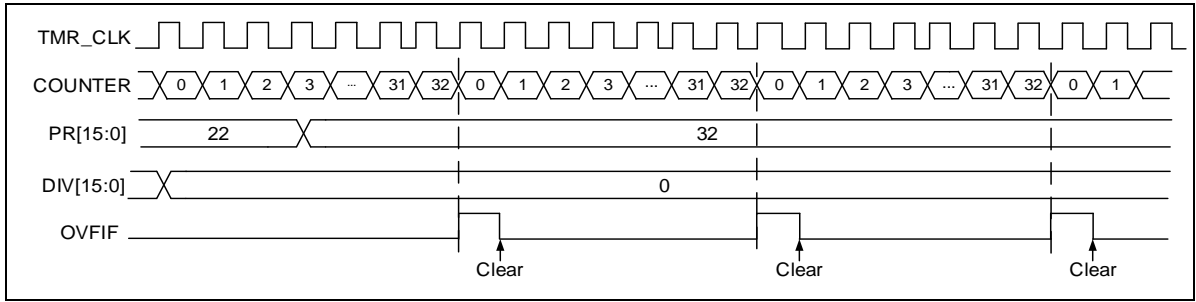 TMR_CLK
COUNTER 0 1 2 3 ... 31 32 0 1 2 3 ... 31 32 0 1 2 3 ... 31 32 0 1
PR[15:0] 22 32
DIV[15:0] 0
OVFIF
Clear Clear Clear